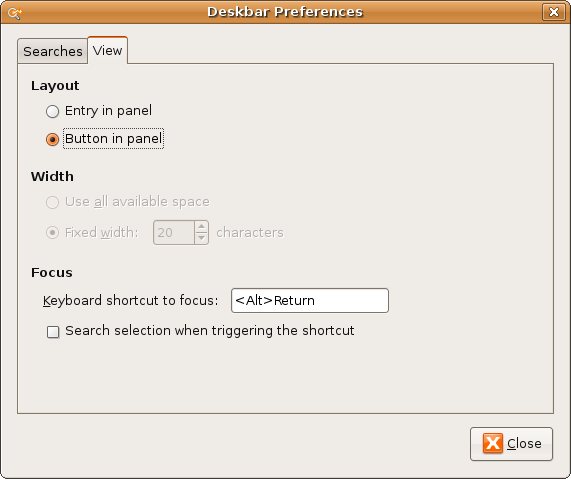 Deskbar Preferences
Searches View
Layout
Entry in panel
Button in panel
Width
Use all available space
Fixed width: 20 characters
Focus
Keyboard shortcut to focus: <Alt>Return
Search selection when triggering the shortcut
Close